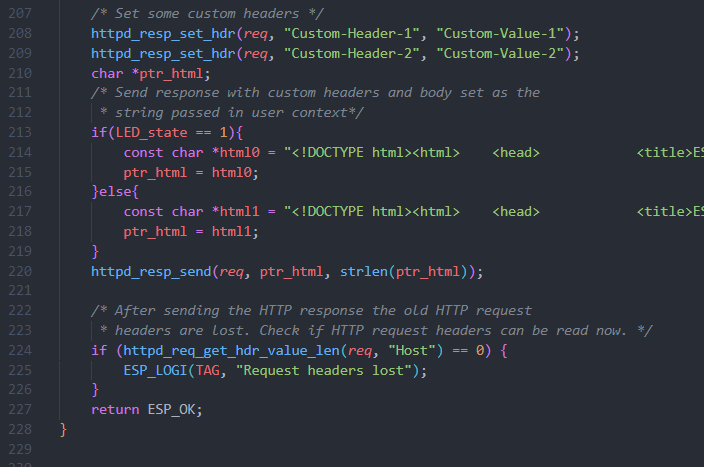 207 /* Set some custom headers */
208 httpd_resp_set_hdr(req, "Custom-Header-1", "Custom-Value-1");
209 httpd_resp_set_hdr(req, "Custom-Header-2", "Custom-Value-2");
210 char *ptr_html;
211 /* Send response with custom headers and body set as the
212  * string passed in user context*/
213 if(LED_state == 1){
214     const char *html0 = "<!DOCTYPE html><html>    <head>            <title>ES
215     ptr_html = html0;
216 }else{
217     const char *html1 = "<!DOCTYPE html><html>    <head>            <title>ES
218     ptr_html = html1;
219 }
220 httpd_resp_send(req, ptr_html, strlen(ptr_html));
221
222 /* After sending the HTTP response the old HTTP request
223  * headers are lost. Check if HTTP request headers can be read now. */
224 if (httpd_req_get_hdr_value_len(req, "Host") == 0) {
225     ESP_LOGI(TAG, "Request headers lost");
226 }
227 return ESP_OK;
228 }
229